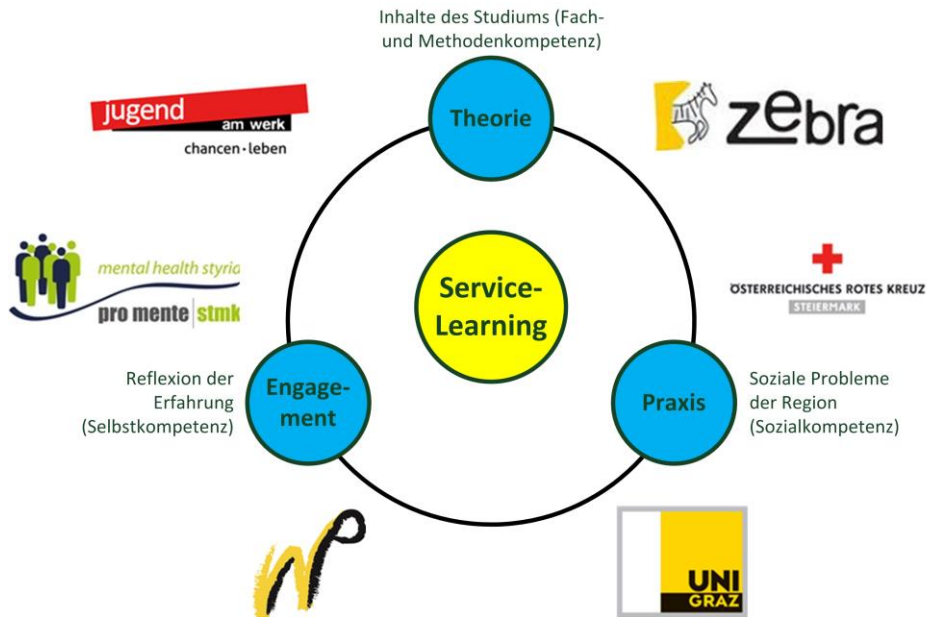 Inhalte des Studiums (Fach-
und Methodenkompetenz)
jugend
am werk
chancen·leben
Theorie
zebra
mental health styria
pro mente | stmk
Service-
Learning
ÖSTERREICHISCHES ROTES KREUZ
STEIERMARK
Reflexion der
Erfahrung
(Selbstkompetenz)
Engage-
ment
Praxis
Soziale Probleme
der Region
(Sozialkompetenz)
WP
UNI
GRAZ